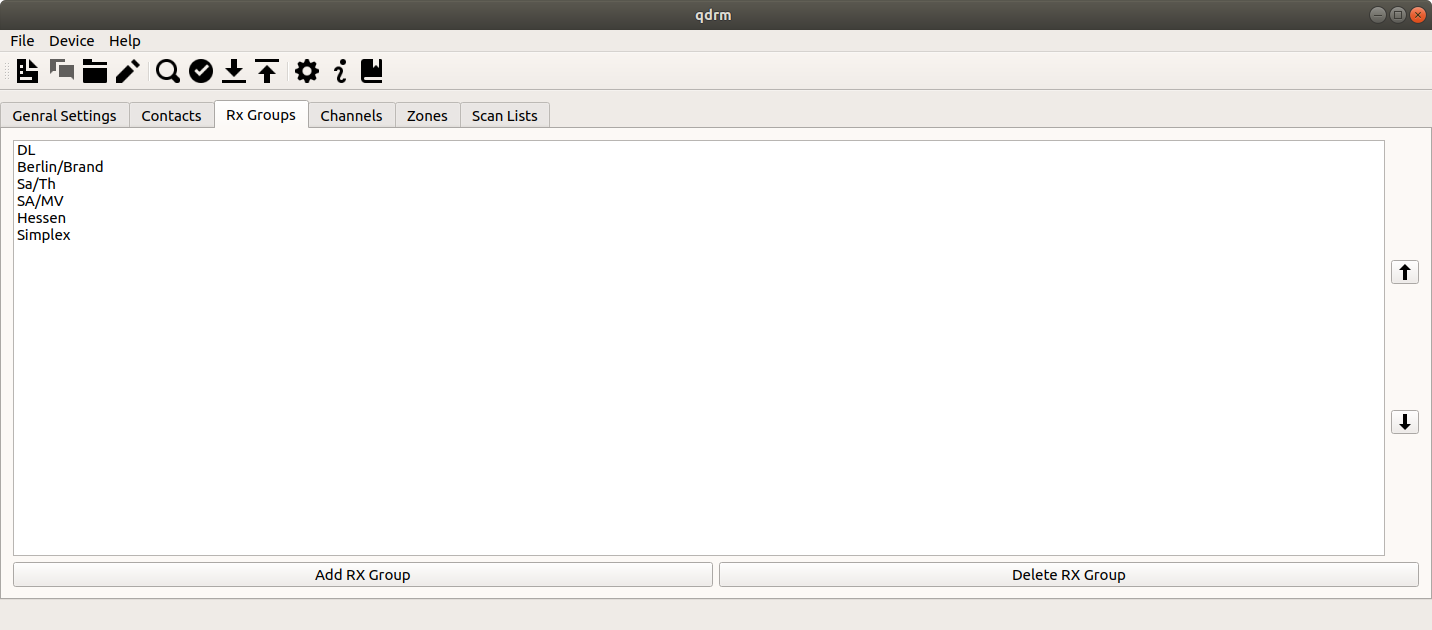 qdrm
File Device Help
Genral Settings Contacts Rx Groups Channels Zones Scan Lists
DL
Berlin/Brand
Sa/Th
SA/MV
Hessen
Simplex
Add RX Group Delete RX Group